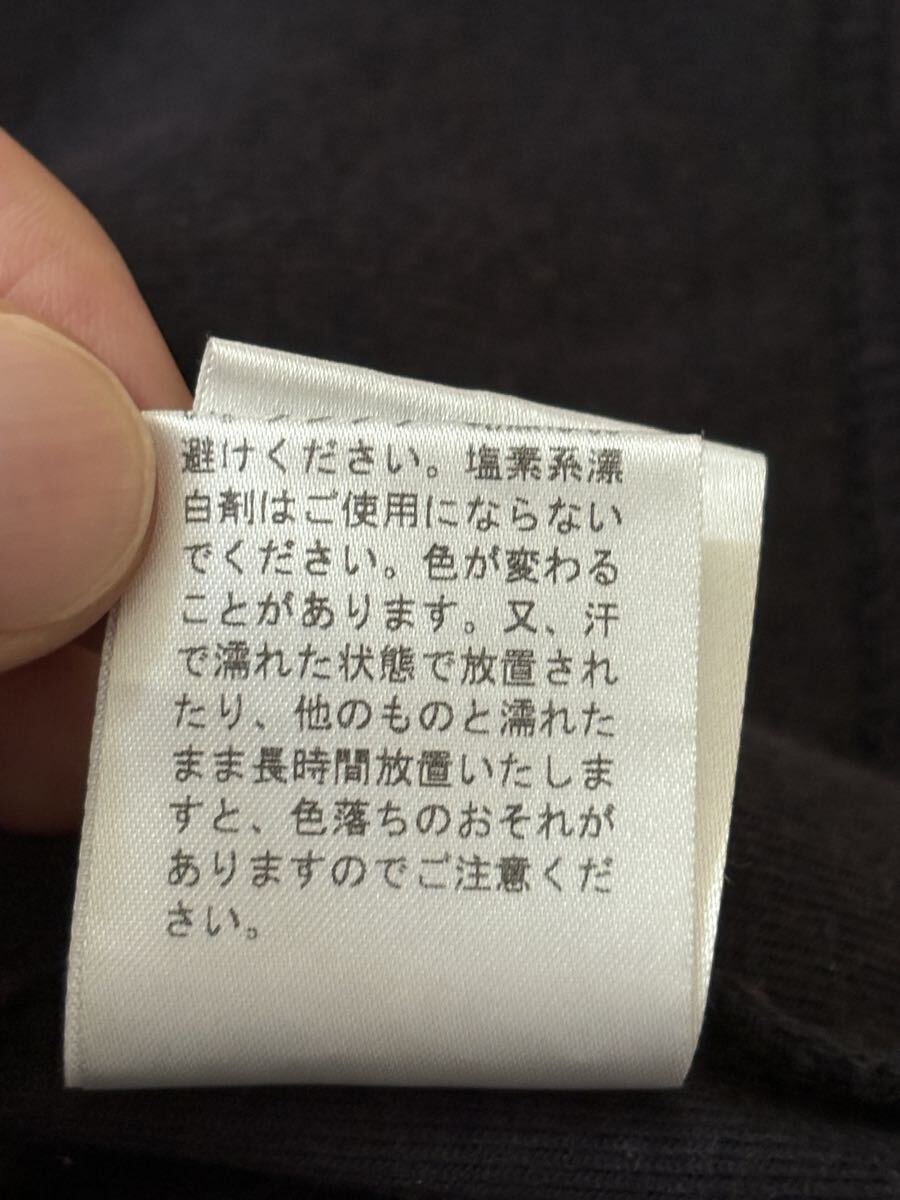 避けください。塩素系漂
白剤はご使用にならない
でください。色が変わる
ことがあります。又、汗
で濡れた状態で放置され
たり、他のものと濡れた
まま長時間放置いたしま
すと、色落ちのおそれが
ありますのでご注意くだ
さい。